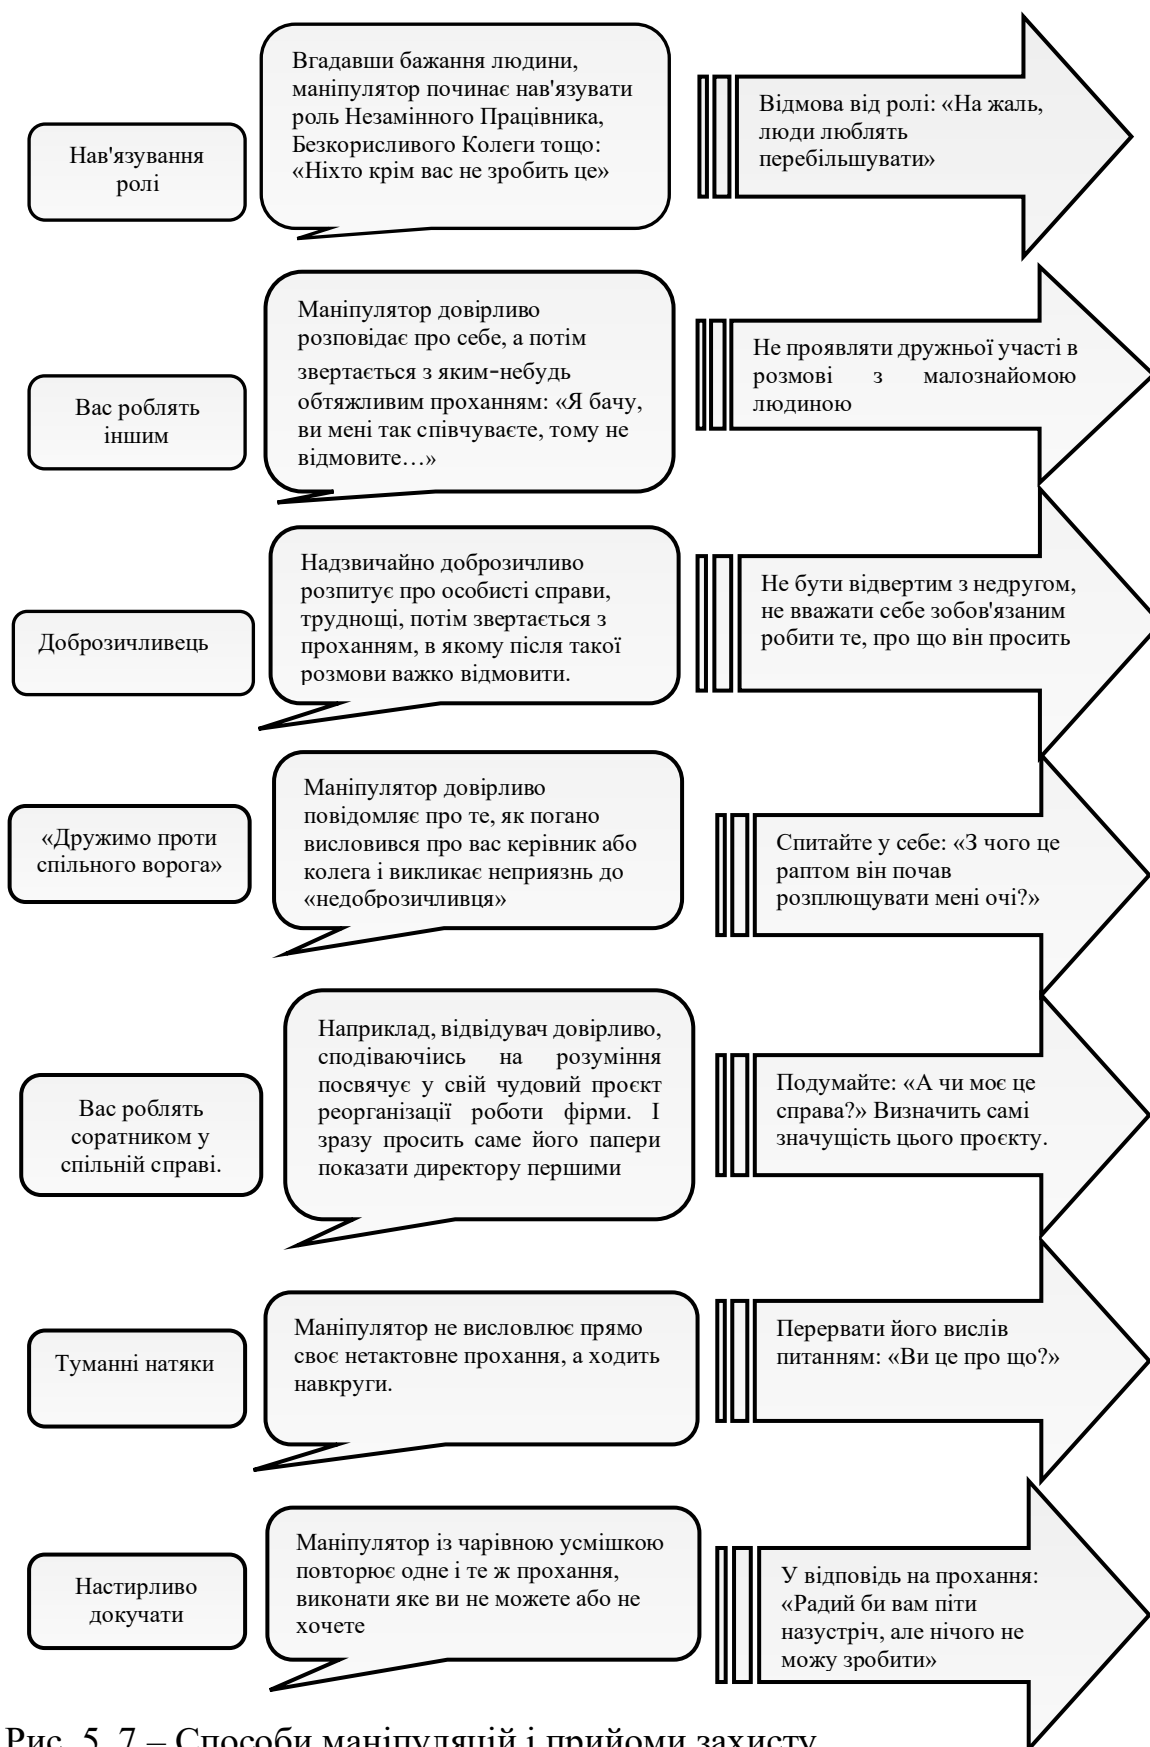 Нав'язування
ролі
Вгадавши бажання людини,
маніпулятор починає нав'язувати
роль Незамінного Працівника,
Безкорисливого Колеги тощо:
«Ніхто крім вас не зробить це»
Відмова від ролі: «На жаль,
люди люблять
перебільшувати»
Вас роблять
іншим
Маніпулятор довірливо
розповідає про себе, а потім
звертається з яким-небудь
обтяжливим проханням: «Я бачу,
ви мені так співчуваєте, тому не
відмовите…»
Не проявляти дружньої участі в
розмові з малознайомою
людиною
Доброзичливець
Надзвичайно доброзичливо
розпитує про особисті справи,
труднощі, потім звертається з
проханням, в якому після такої
розмови важко відмовити.
Не бути відвертим з недругом,
не вважати себе зобов'язаним
робити те, про що він просить
«Дружимо проти
спільного ворога»
Маніпулятор довірливо
повідомляє про те, як погано
висловився про вас керівник або
колега і викликає неприязнь до
«недоброзичливця»
Спитайте у себе: «З чого це
раптом він почав
розплющувати мені очі?»
Вас роблять
соратником у
спільній справі.
Наприклад, відвідувач довірливо,
сподіваючіись на розуміння
посвячує у свій чудовий проєкт
реорганізації роботи фірми. І
зразу просить саме його папери
показати директору першими
Подумайте: «А чи моє це
справа?» Визначить самі
значущість цього проєкту.
Туманні натяки
Маніпулятор не висловлює прямо
своє нетактовне прохання, а ходить
навкруги.
Перервати його вислів
питанням: «Ви це про що?»
Настирливо
докучати
Маніпулятор із чарівною усмішкою
повторює одне і те ж прохання,
виконати яке ви не можете або не
хочете
У відповідь на прохання:
«Радий би вам піти
назустріч, але нічого не
можу зробити»
Рис. 5. 7 – Способи маніпуляцій і прийоми захисту